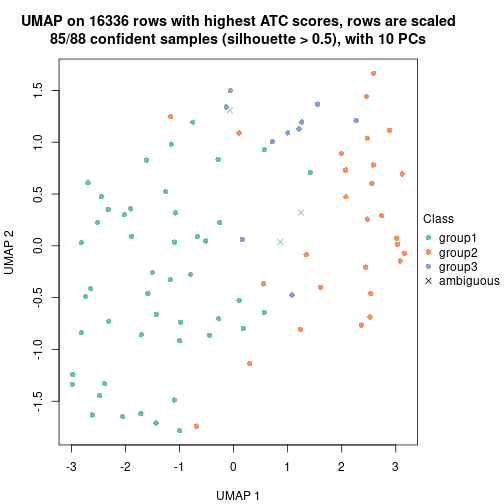 UMAP on 16336 rows with highest ATC scores, rows are scaled
85/88 confident samples (silhouette > 0.5), with 10 PCs
UMAP 2
1.5
1.0
0.5
0.0
-0.5
-1.0
-1.5
-3 -2 -1 0 1 2 3
UMAP 1
Class
group1
group2
group3
ambiguous